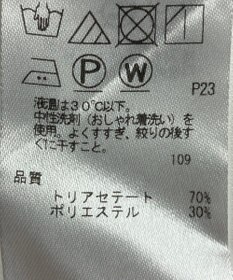 P W
P23
液温は30℃以下。
中性洗剤（おしゃれ着洗い）を
使用。よくすすぎ、絞りの後す
ぐに干すこと。
109
品質
トリアセテート 70%
ポリエステル 30%